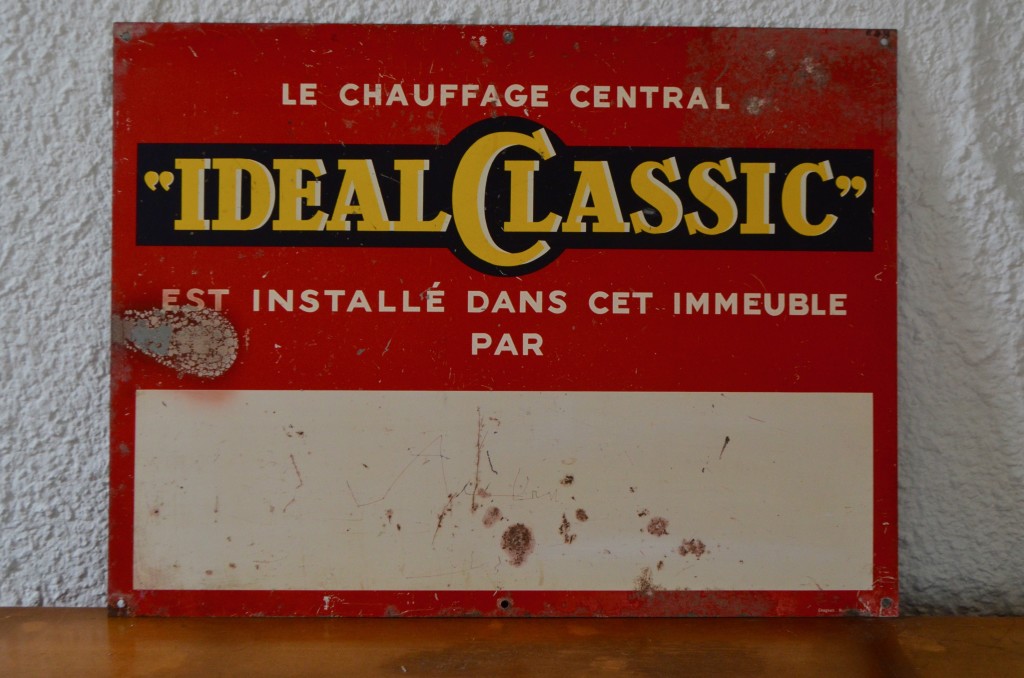 LE CHAUFFAGE CENTRAL
"IDEAL CLASSIC"
EST INSTALLÉ DANS CET IMMEUBLE
PAR